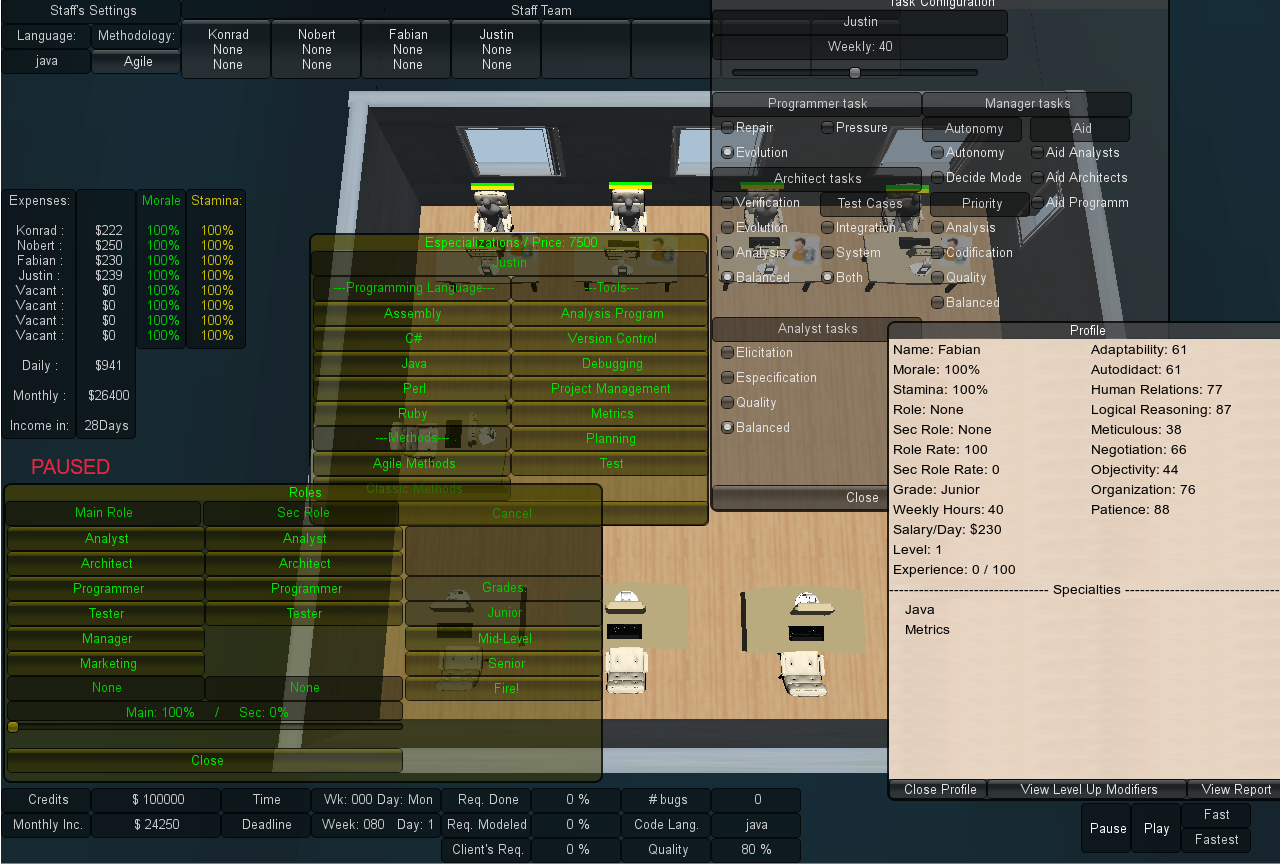 Staff's Settings
Staff Team
Task Configuration
Language: Methodology:
java Agile
Konrad
None
None
Nobert
None
None
Fabian
None
None
Justin
None
None
Justin
Weekly: 40
Programmer task
Repair Pressure
Evolution
Architect tasks
Verification Test Cases
Evolution Integration
Analysis System
Balanced Both
Manager tasks
Autonomy Aid
Autonomy Aid Analysts
Decide Mode Aid Architects
Priority Aid Programm
Analysis
Codification
Quality
Balanced
Analyst tasks
Elicitation
Especification
Quality
Balanced
Close
Expenses: Morale Stamina:
Konrad : $222 100% 100%
Nobert : $250 100% 100%
Fabian : $230 100% 100%
Justin : $239 100% 100%
Vacant : $0 100% 100%
Vacant : $0 100% 100%
Vacant : $0 100% 100%
Vacant : $0 100% 100%
Daily : $941
Monthly : $26400
Income in: 28Days
PAUSED
Especializations / Price: 7500
Justin
---Programming Language--- ---Tools---
Assembly Analysis Program
C# Version Control
Java Debugging
Perl Project Management
Ruby Metrics
---Methods--- Planning
Agile Methods Test
Classic Methods
Cancel
Roles
Main Role Sec Role
Analyst Analyst
Architect Architect
Programmer Programmer
Tester Tester
Manager
Marketing
None None
Grades:
Junior
Mid-Level
Senior
Fire!
Main: 100% / Sec: 0%
Close
Profile
Name: Fabian Adaptability: 61
Morale: 100% Autodidact: 61
Stamina: 100% Human Relations: 77
Role: None Logical Reasoning: 87
Sec Role: None Meticulous: 38
Role Rate: 100 Negotiation: 66
Sec Role Rate: 0 Objectivity: 44
Grade: Junior Organization: 76
Weekly Hours: 40 Patience: 88
Salary/Day: $230
Level: 1
Experience: 0 / 100
Specialties
Java
Metrics
Close Profile View Level Up Modifiers View Report
Credits $ 100000 Time Wk: 000 Day: Mon Req. Done 0 % # bugs 0
Monthly Inc. $ 24250 Deadline Week: 080 Day: 1 Req. Modeled 0 % Code Lang. java
Client's Req. 0 % Quality 80 %
Pause Play Fast
Fastest